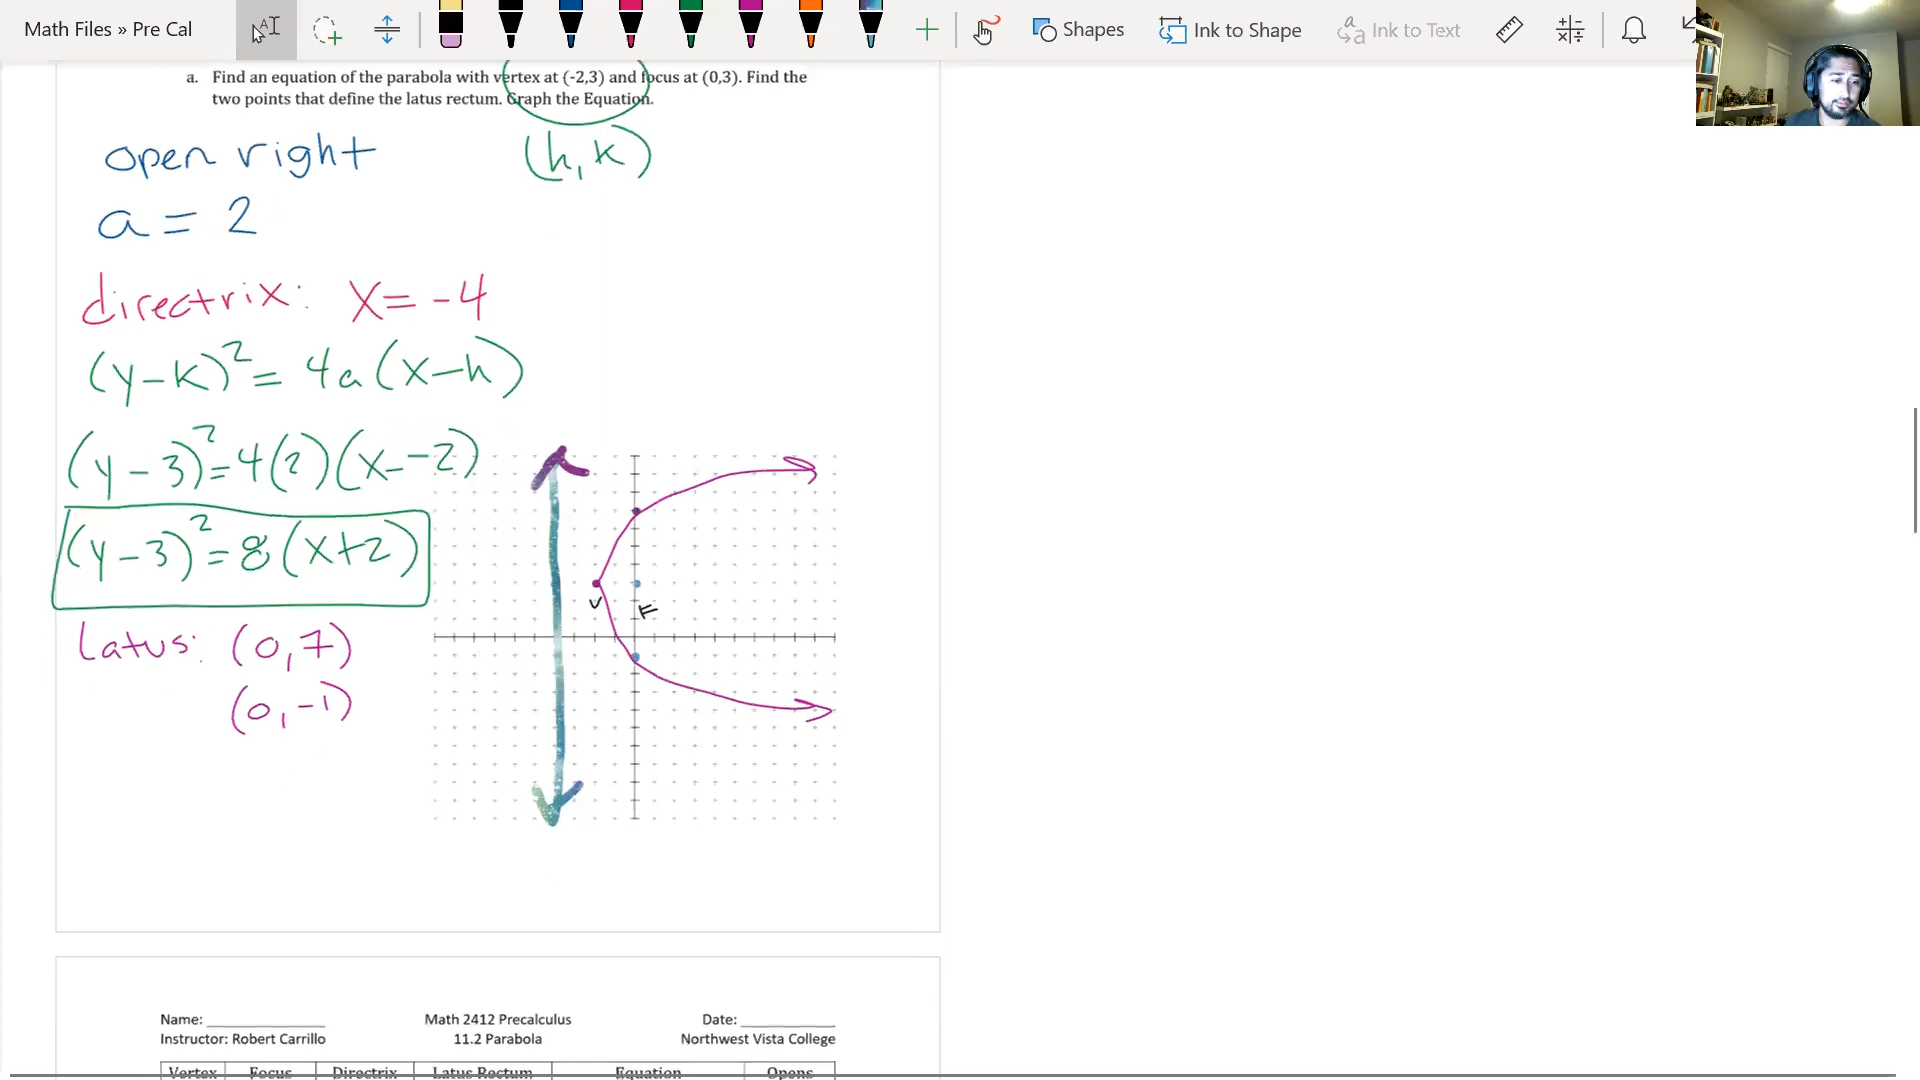 Math Files » Pre Cal
Shapes
Ink to Shape
Ink to Text
a. Find an equation of the parabola with vertex at (-2,3) and focus at (0,3). Find the
two points that define the latus rectum. Graph the Equation.
open right
(h, k)
a = 2
directrix: x = -4
(y-k)² = 4a(x-h)
(y-3)² = 4(2)(x--2)
(y-3)² = 8(x+2)
V
F
Latus: (0,7)
(0,-1)
Name: ______________
Math 2412 Precalculus
Date: ___________
Instructor: Robert Carrillo
11.2 Parabola
Northwest Vista College
Vertex Focus Directrix Latus Rectum Equation Opens